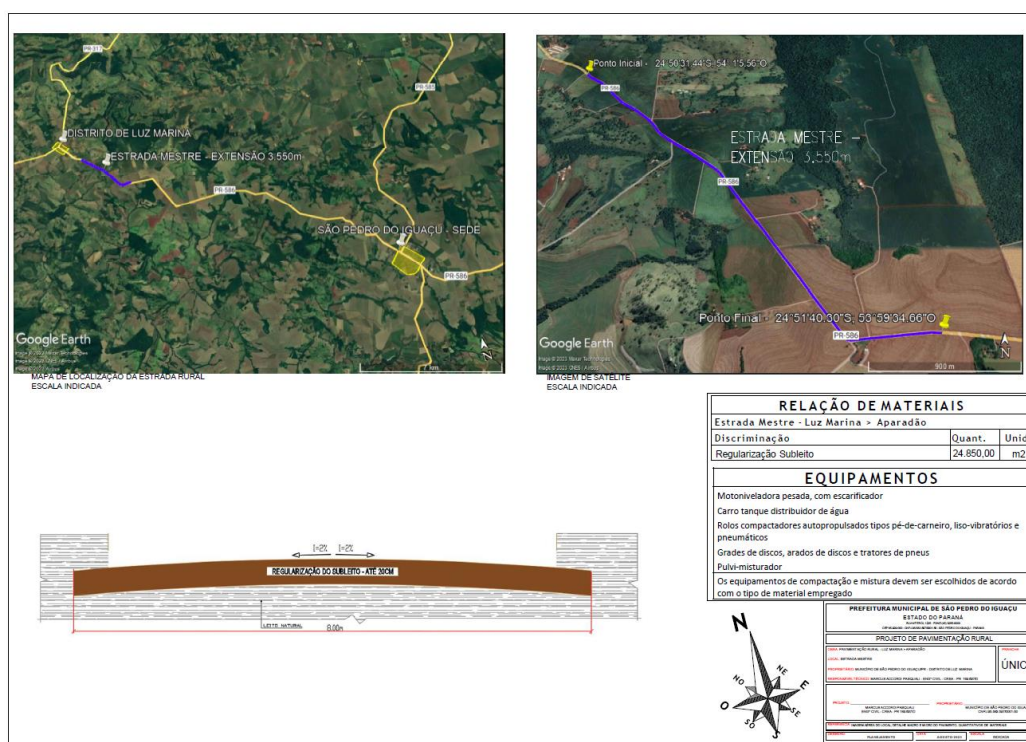 PR-317
PR-585
DISTRITO DE LUZ MARINA
ESTRADA MESTRE - EXTENSÃO 3.550m
PR-586
SÃO PEDRO DO IGUAÇU - SEDE
PR-586
Google Earth
N
MAPA DE LOCALIZAÇÃO DA ESTRADA RURAL
ESCALA INDICADA
Ponto Inicial - 24°50'31.44"S, 54° 1'5.56"O
PR-586
ESTRADA MESTRE -
EXTENSÃO 3.550m
PR-586
Ponto Final - 24°51'40.30"S, 53°59'34.66"O
PR-586
Google Earth
900 m
N
IMAGEM DE SATÉLITE
ESCALA INDICADA
RELAÇÃO DE MATERIAIS
Estrada Mestre - Luz Marina > Aparadão
Discriminação Quant. Unid
Regularização Subleito 24.850,00 m2
EQUIPAMENTOS
Motoniveladora pesada, com escarificador
Carro tanque distribuidor de água
Rolos compactadores autopropulsados tipos pé-de-carneiro, liso-vibratórios e
pneumáticos
Grades de discos, arados de discos e tratores de pneus
Pulvi-misturador
Os equipamentos de compactação e mistura devem ser escolhidos de acordo
com o tipo de material empregado
I=2% I=2%
REGULARIZAÇÃO DO SUBLEITO - ATÉ 20CM
LEITO NATURAL
8.00m
N
NE
E
SE
S
SO
O
NO
PREFEITURA MUNICIPAL DE SÃO PEDRO DO IGUAÇU
ESTADO DO PARANÁ
PROJETO DE PAVIMENTAÇÃO RURAL
ÚNIC